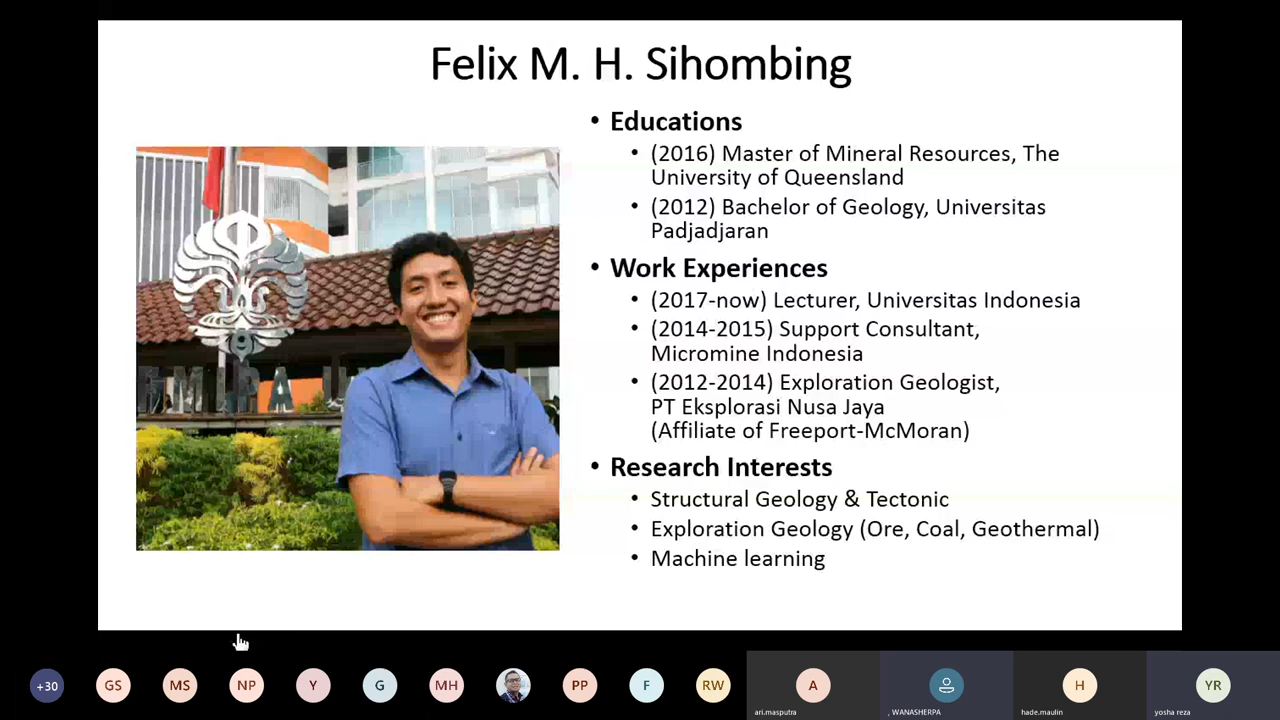 Felix M. H. Sihombing
• Educations
• (2016) Master of Mineral Resources, The
University of Queensland
• (2012) Bachelor of Geology, Universitas
Padjadjaran
• Work Experiences
• (2017-now) Lecturer, Universitas Indonesia
• (2014-2015) Support Consultant,
Micromine Indonesia
• (2012-2014) Exploration Geologist,
PT Eksplorasi Nusa Jaya
(Affiliate of Freeport-McMoran)
• Research Interests
• Structural Geology & Tectonic
• Exploration Geology (Ore, Coal, Geothermal)
• Machine learning
+30
GS
MS
NP
Y
G
MH
PP
F
RW
A
H
YR
ari.masputra
, WANASHERPA
hade.maulin
yosha reza